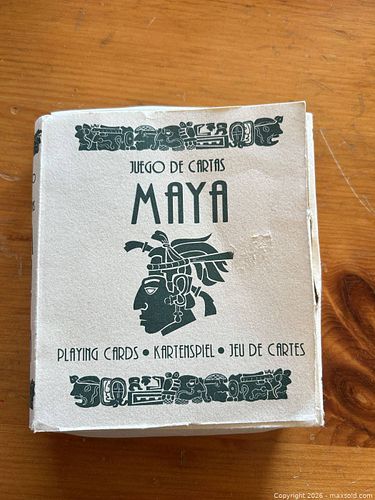 JUEGO DE CARTAS
MAYA
PLAYING CARDS • KARTENSPIEL • JEU DE CARTES
Copyright 2026 - maxsold.com